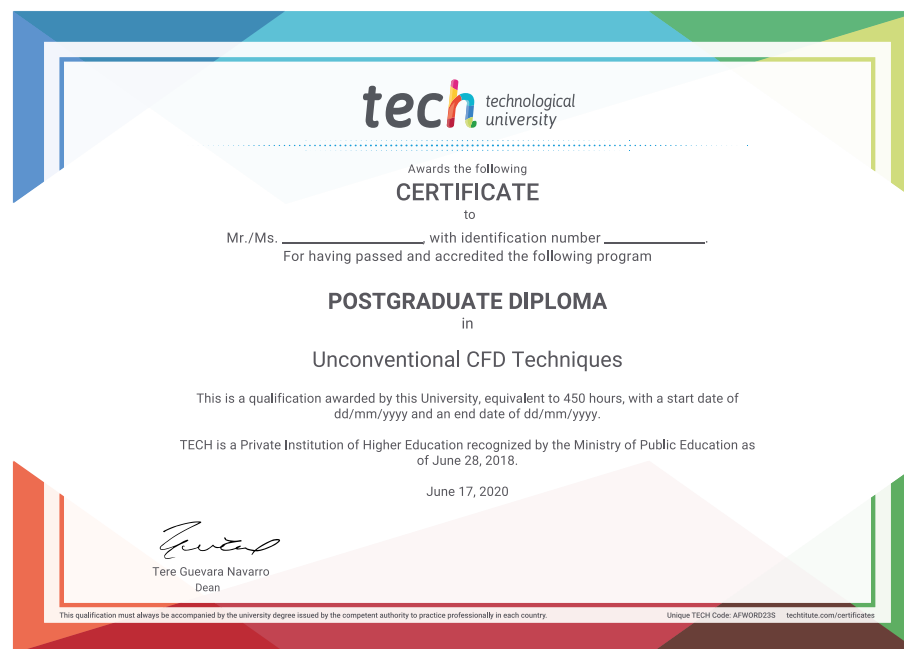 tech technological
university
Awards the following
CERTIFICATE
to
Mr./Ms. ____________________, with identification number ______________.
For having passed and accredited the following program
POSTGRADUATE DIPLOMA
in
Unconventional CFD Techniques
This is a qualification awarded by this University, equivalent to 450 hours, with a start date of
dd/mm/yyyy and an end date of dd/mm/yyyy.
TECH is a Private Institution of Higher Education recognized by the Ministry of Public Education as
of June 28, 2018.
June 17, 2020
Tere Guevara Navarro
Dean
This qualification must always be accompanied by the university degree issued by the competent authority to practice professionally in each country. Unique TECH Code: AFWORD23S techtitute.com/certificates